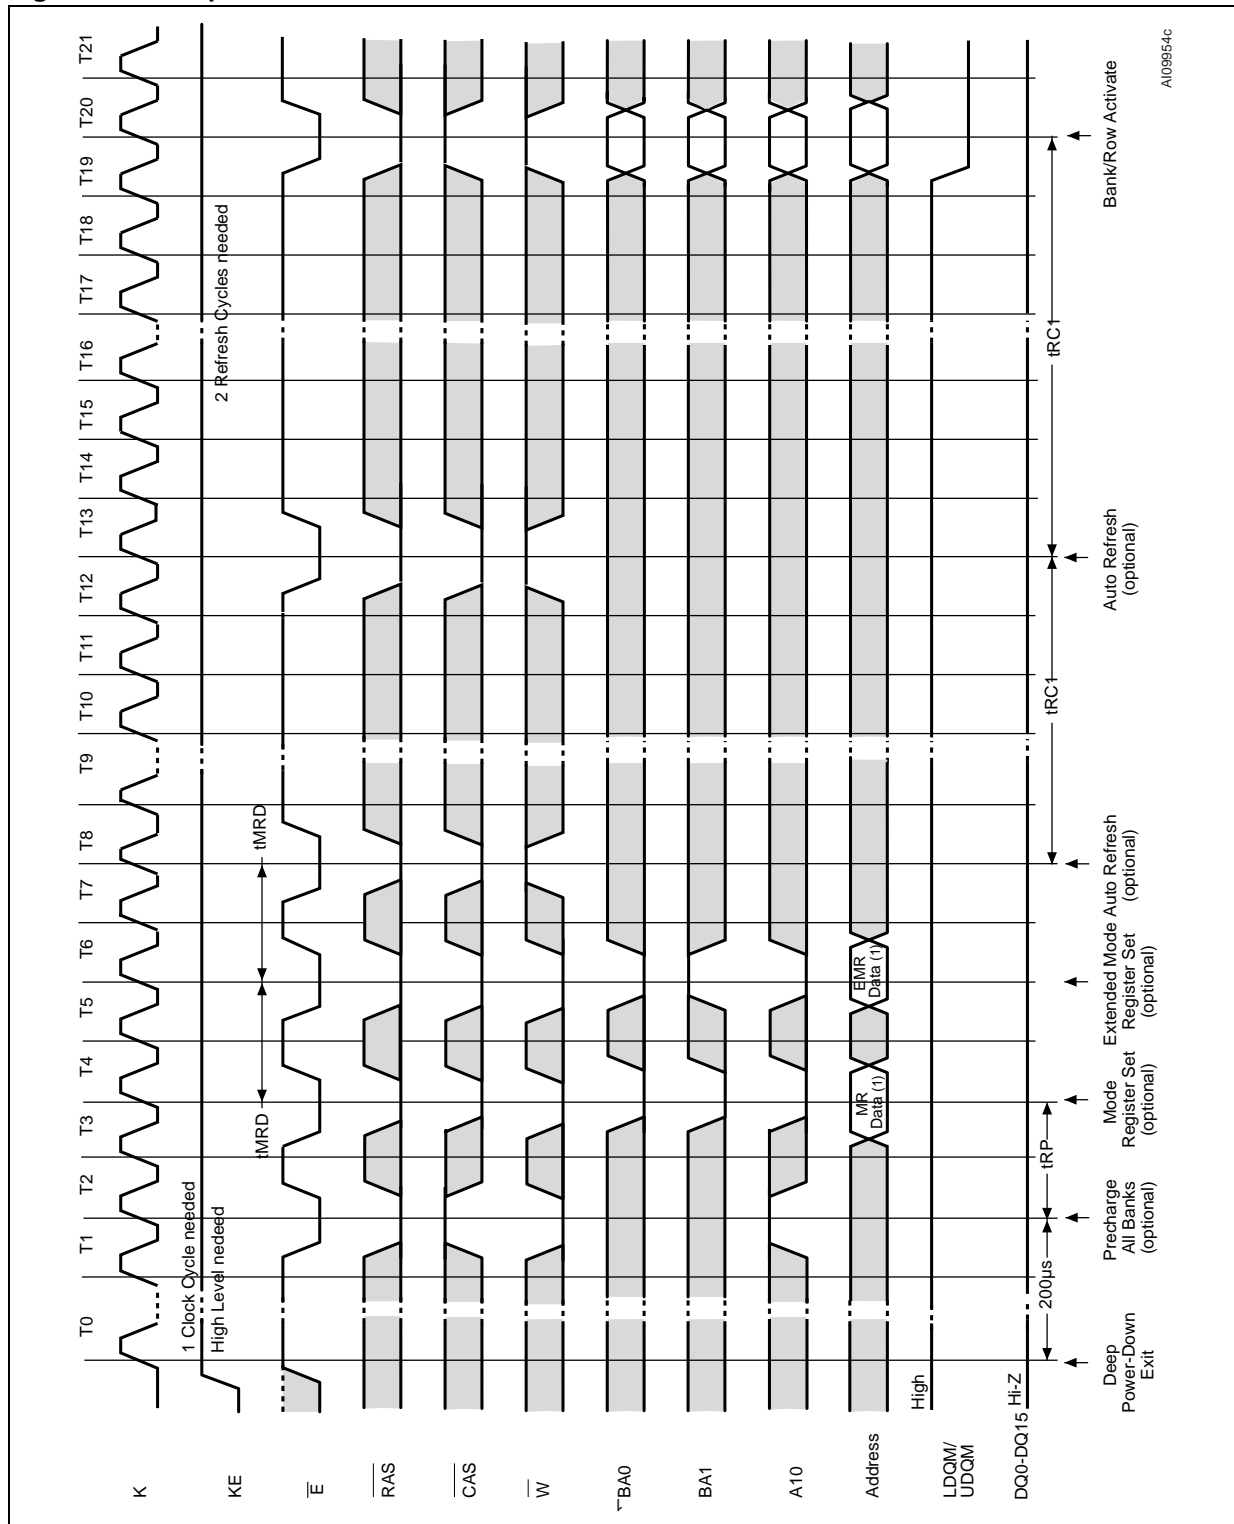 T0
T1
T2
T3
T4
T5
T6
T7
T8
T9
T10
T11
T12
T13
T14
T15
T16
T17
T18
T19
T20
T21
K
1 Clock Cycle needed
KE
High Level nedeed
2 Refresh Cycles needed
E
tMRD
tMRD
RAS
CAS
W
BA0
BA1
A10
Address
MR
Data (1)
EMR
Data (1)
LDQM/
UDQM
High
DQ0-DQ15
Hi-Z
200µs
tRP
tRC1
tRC1
Deep
Power-Down
Exit
Precharge
All Banks
(optional)
Mode
Register Set
(optional)
Extended Mode
Register Set
(optional)
Auto Refresh
(optional)
Auto Refresh
(optional)
Bank/Row Activate
AI09954c